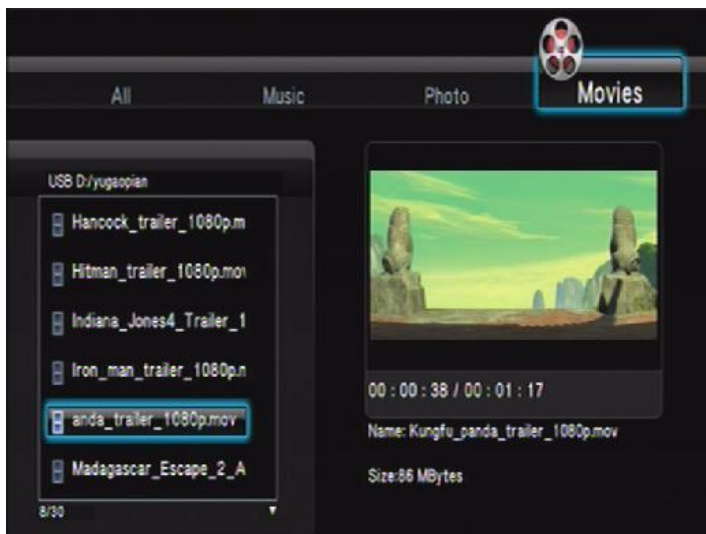 All Music Photo Movies
USB D:/yugaopian
Hancock_trailer_1080p.m
Hitman_trailer_1080p.mov
Indiana_Jones4_Trailer_1
Iron_man_trailer_1080p.n
anda_trailer_1080p.mov
Madagascar_Escape_2_A
8/30
00 : 00 : 38 / 00 : 01 : 17
Name: Kungfu_panda_trailer_1080p.mov
Size:86 MBytes